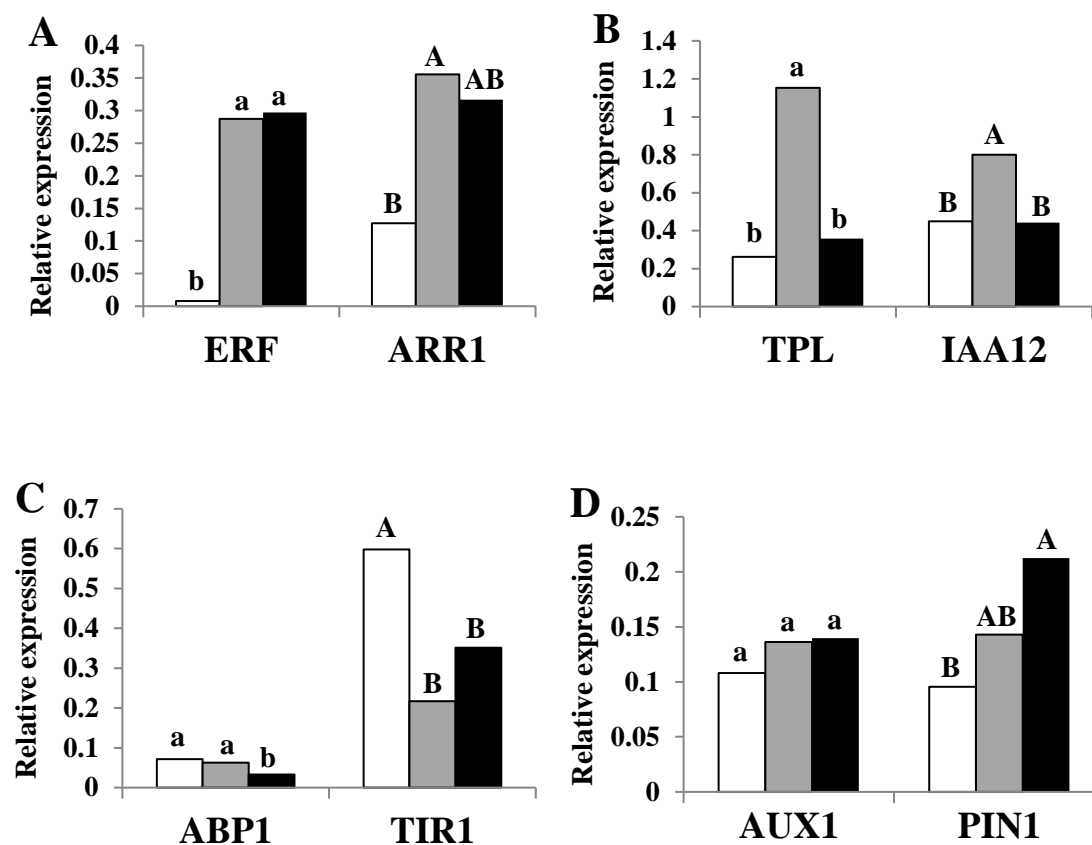 A
Relative expression
0.4
0.35
0.3
0.25
0.2
0.15
0.1
0.05
0
b
a
a
B
A
AB
ERF
ARR1
B
Relative expression
1.4
1.2
1
0.8
0.6
0.4
0.2
0
b
a
b
B
A
B
TPL
IAA12
C
Relative expression
0.7
0.6
0.5
0.4
0.3
0.2
0.1
0
a
a
b
A
B
B
ABP1
TIR1
D
Relative expression
0.25
0.2
0.15
0.1
0.05
0
a
a
a
B
AB
A
AUX1
PIN1